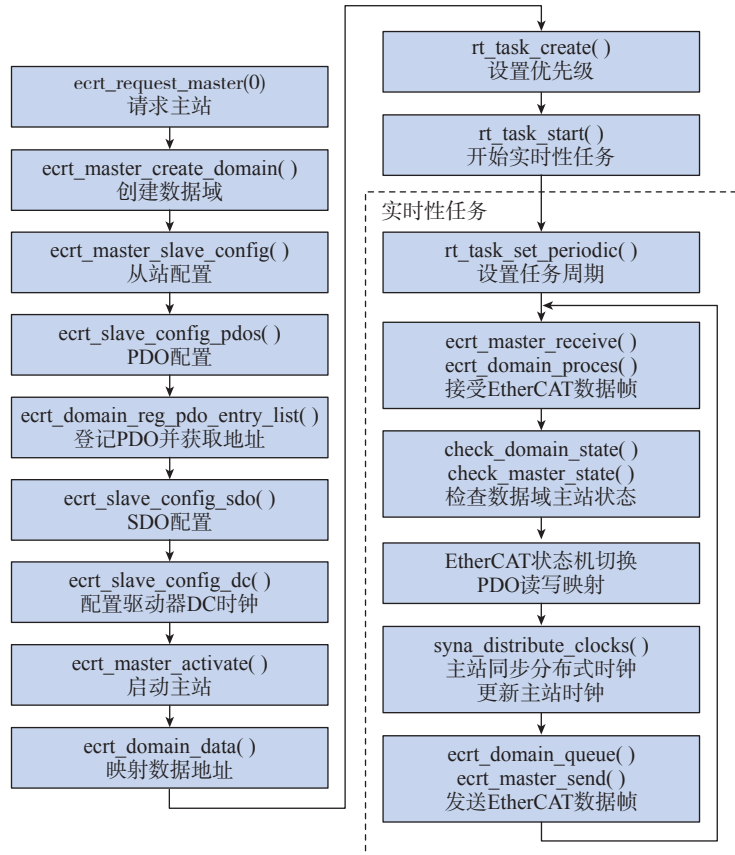 ecrt_request_master(0)
请求主站
ecrt_master_create_domain( )
创建数据域
ecrt_master_slave_config( )
从站配置
ecrt_slave_config_pdos( )
PDO配置
ecrt_domain_reg_pdo_entry_list( )
登记PDO并获取地址
ecrt_slave_config_sdo( )
SDO配置
ecrt_slave_config_dc( )
配置驱动器DC时钟
ecrt_master_activate( )
启动主站
ecrt_domain_data( )
映射数据地址
rt_task_create( )
设置优先级
rt_task_start( )
开始实时性任务
实时性任务
rt_task_set_periodic( )
设置任务周期
ecrt_master_receive( )
ecrt_domain_proces( )
接受EtherCAT数据帧
check_domain_state( )
check_master_state( )
检查数据域主站状态
EtherCAT状态机切换
PDO读写映射
syna_distribute_clocks( )
主站同步分布式时钟
更新主站时钟
ecrt_domain_queue( )
ecrt_master_send( )
发送EtherCAT数据帧